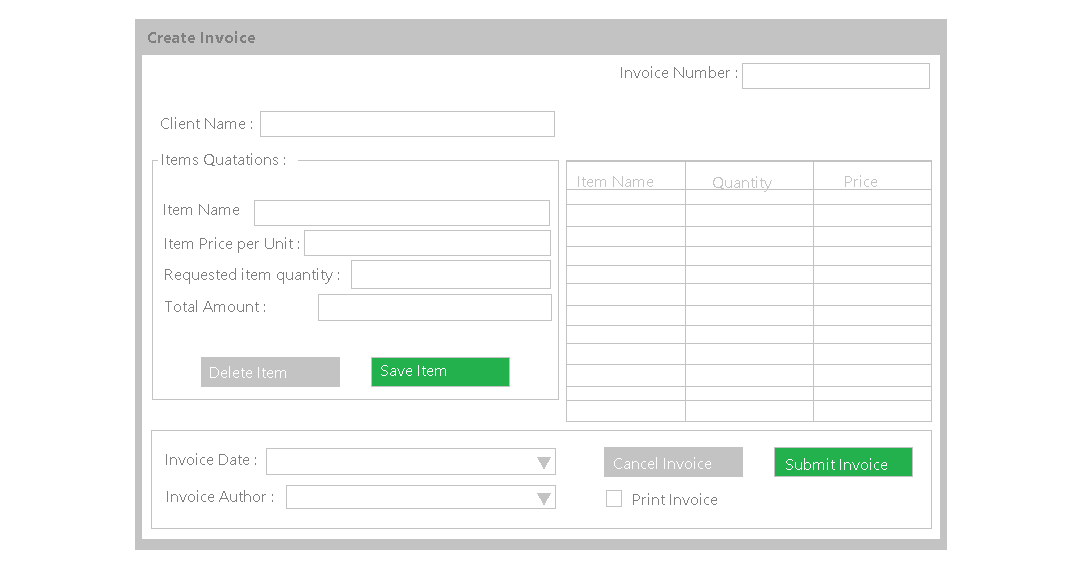 Create Invoice
Invoice Number :
Client Name :
Items Quatations :
Item Name
Item Price per Unit :
Requested item quantity :
Total Amount :
Delete Item
Save Item
Item Name Quantity Price
Invoice Date :
Invoice Author :
Cancel Invoice
Submit Invoice
Print Invoice